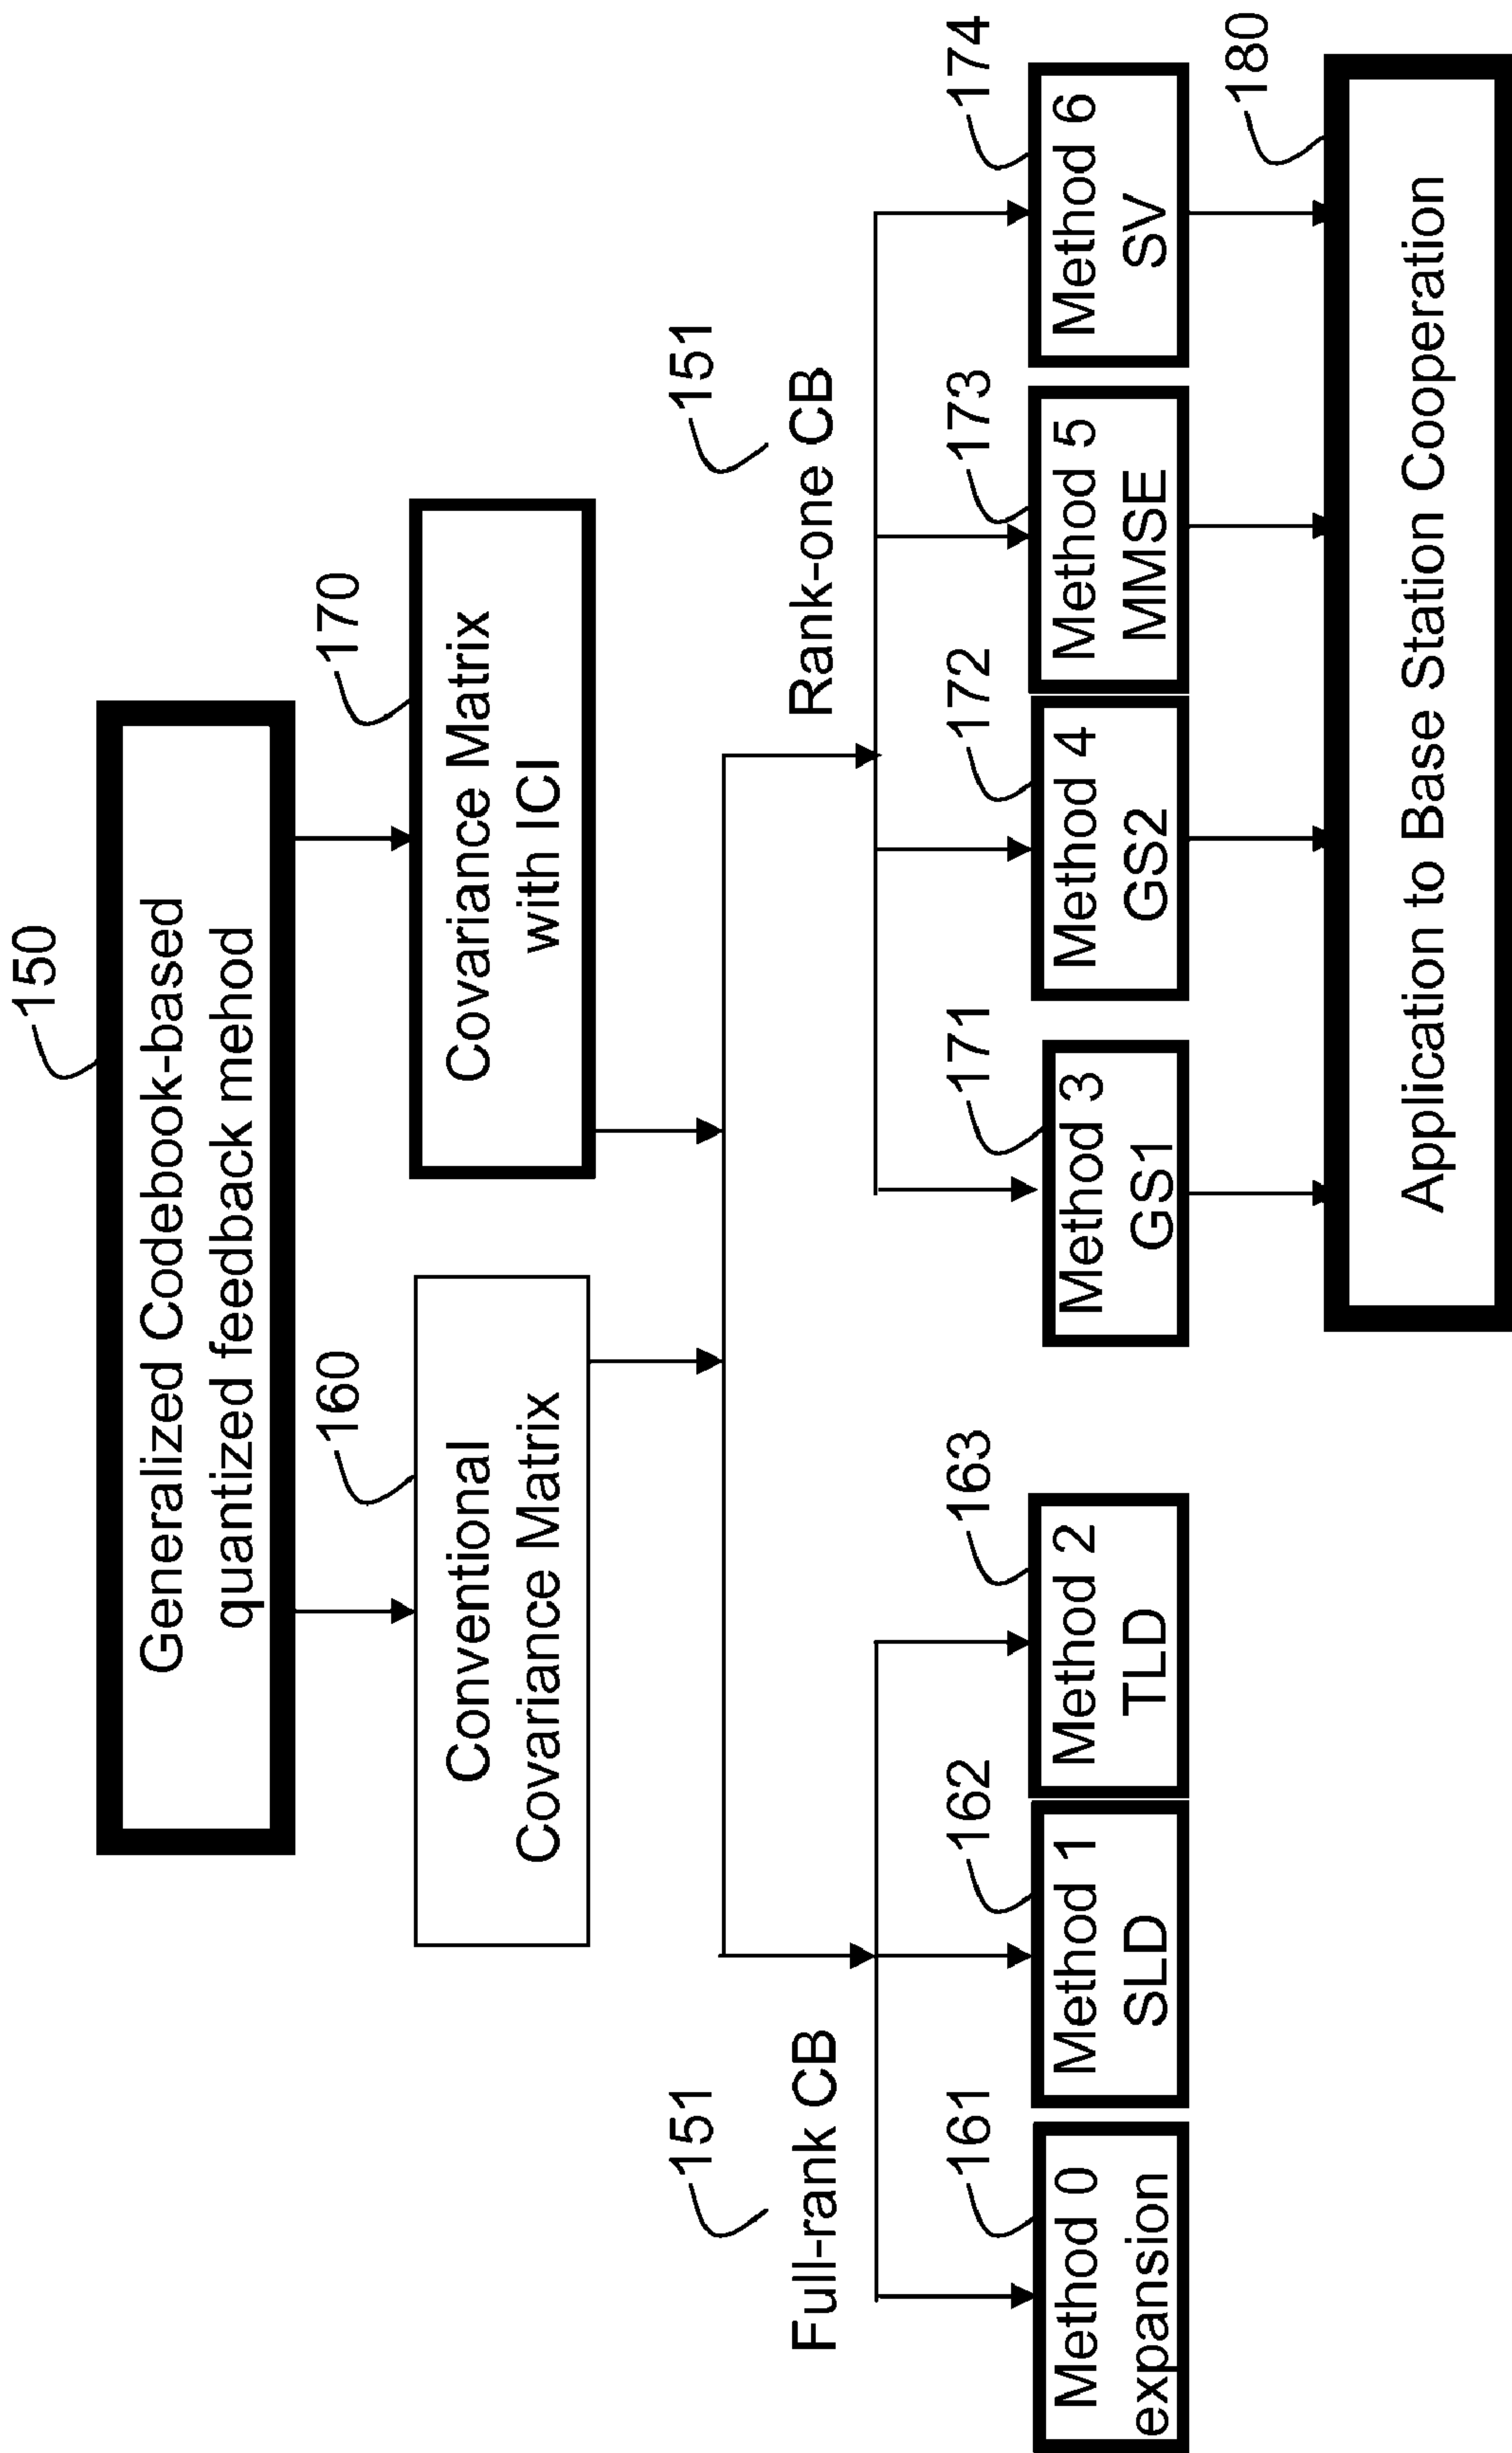 150
Generalized Codebook-based
quantized feedback mehod
160
Conventional
Covariance Matrix
170
Covariance Matrix
with ICI
151
Full-rank CB
151
Rank-one CB
161
Method 0
expansion
162
Method 1
SLD
163
Method 2
TLD
171
Method 3
GS1
172
Method 4
GS2
173
Method 5
MMSE
174
Method 6
SV
180
Application to Base Station Cooperation